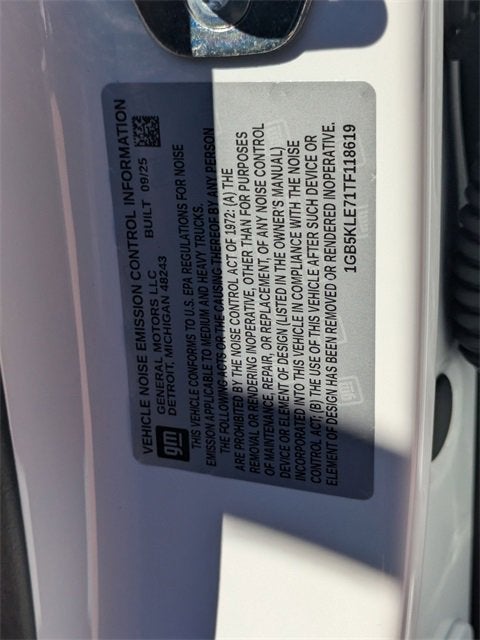 VEHICLE NOISE EMISSION CONTROL INFORMATION
gm
GENERAL MOTORS LLC
DETROIT, MICHIGAN 48243 BUILT 09/25
THIS VEHICLE CONFORMS TO U.S. EPA REGULATIONS FOR NOISE
EMISSION APPLICABLE TO MEDIUM AND HEAVY TRUCKS.
THE FOLLOWING ACTS OR THE CAUSING THEREOF BY ANY PERSON
ARE PROHIBITED BY THE NOISE CONTROL ACT OF 1972: (A) THE
REMOVAL OR RENDERING INOPERATIVE, OTHER THAN FOR PURPOSES
OF MAINTENANCE, REPAIR, OR REPLACEMENT, OF ANY NOISE CONTROL
DEVICE OR ELEMENT OF DESIGN (LISTED IN THE OWNER'S MANUAL)
INCORPORATED INTO THIS VEHICLE IN COMPLIANCE WITH THE NOISE
CONTROL ACT; (B) THE USE OF THIS VEHICLE AFTER SUCH DEVICE OR
ELEMENT OF DESIGN HAS BEEN REMOVED OR RENDERED INOPERATIVE.
1GB5KLE71TF118619